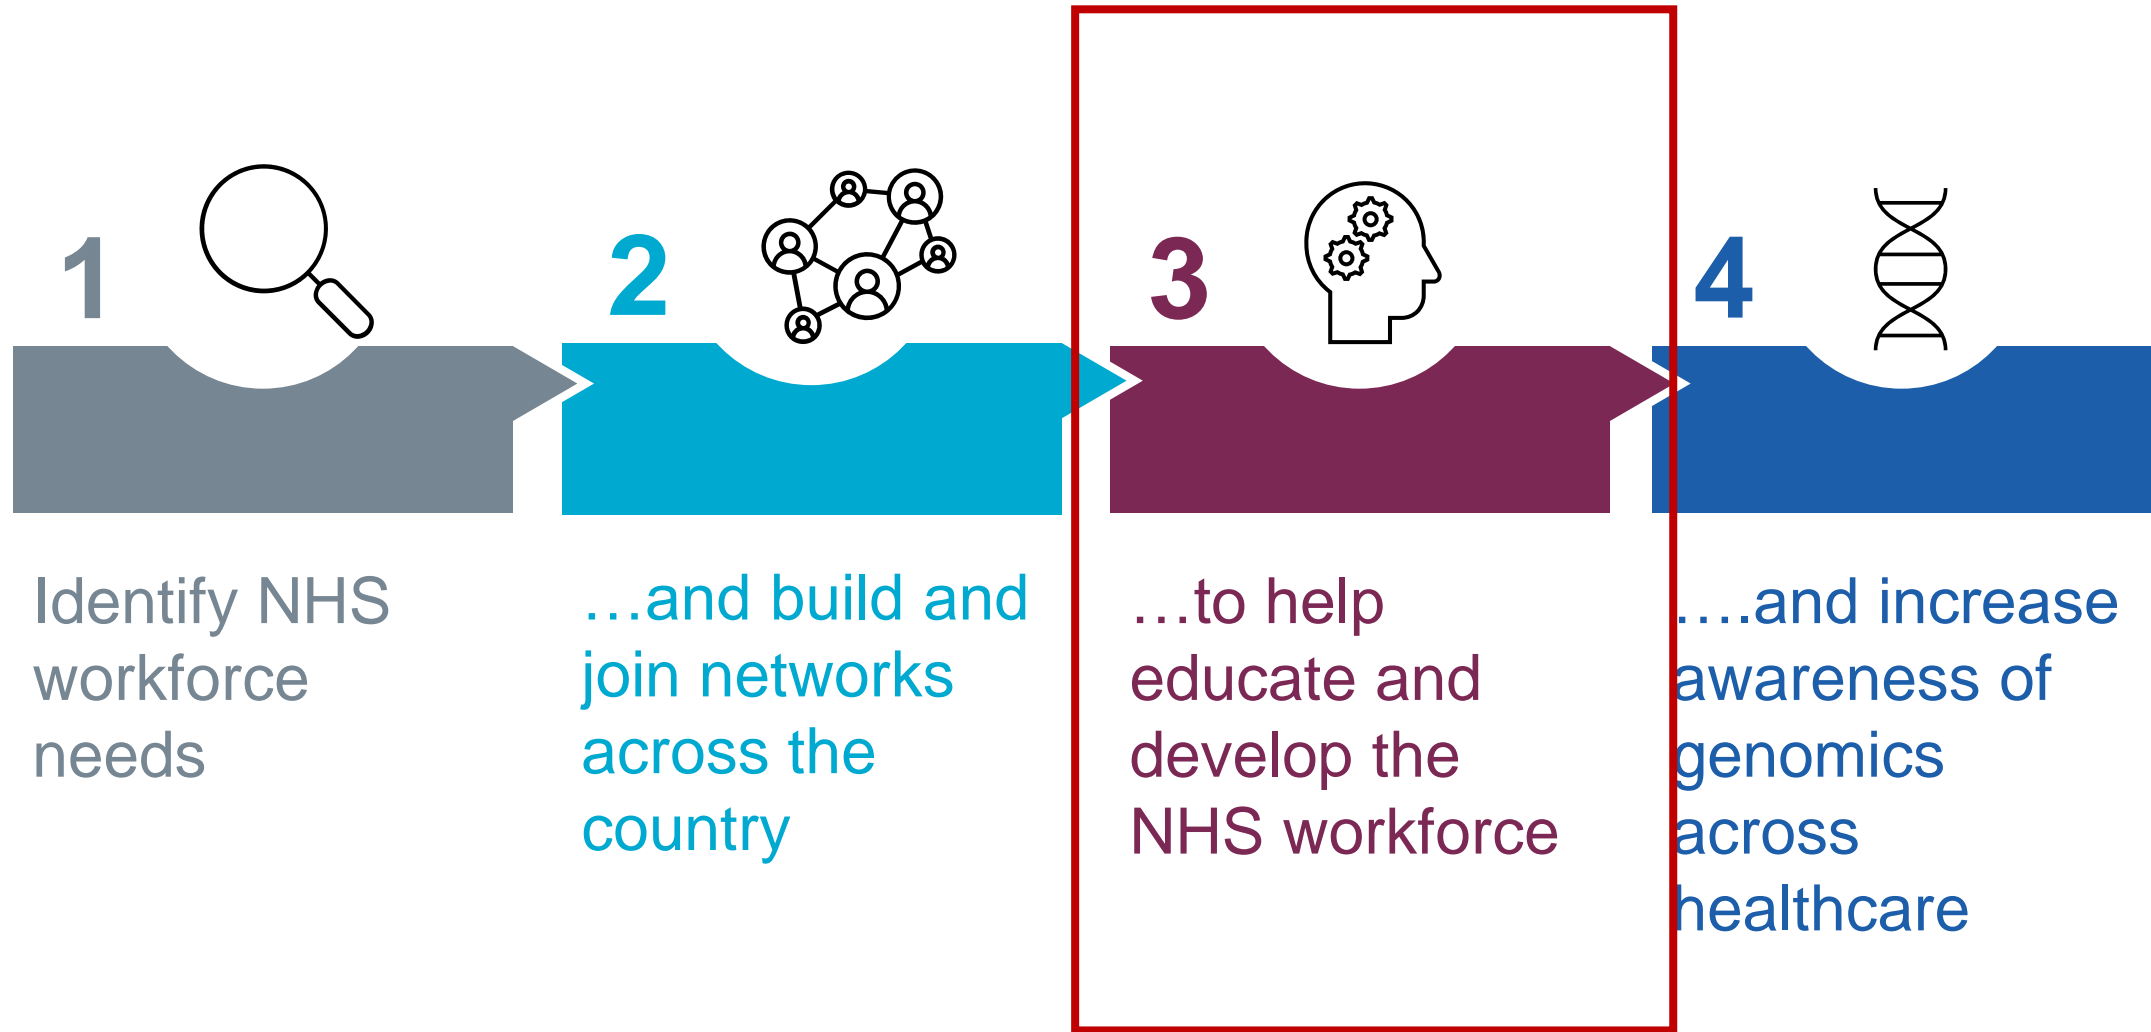 1
Identify NHS
workforce
needs
2
…and build and
join networks
across the
country
3
…to help
educate and
develop the
NHS workforce
4
….and increase
awareness of
genomics
across
healthcare